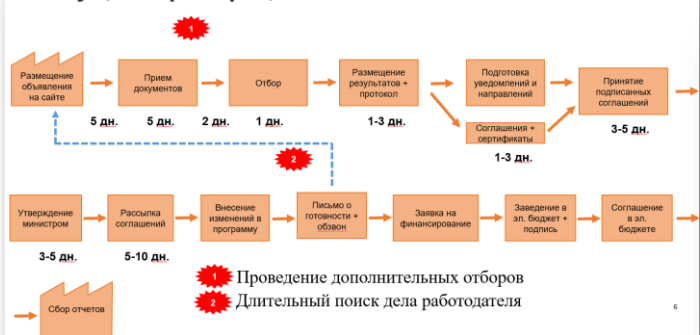 1
Размещение
объявления
на сайте
Прием
документов
Отбор
Размещение
результатов +
протокол
Подготовка
уведомлений и
направлений
Соглашения +
сертификаты
Принятие
подписанных
соглашений
5 дн.
5 дн.
2 дн.
1 дн.
1-3 дн.
1-3 дн.
3-5 дн.
2
Утверждение
министром
Рассылка
соглашений
Внесение
изменений в
программу
Письмо о
готовности +
обзвон
Заявка на
финансирование
Заведение в
эл. бюджет +
подпись
Соглашение
в эл.
бюджете
3-5 дн.
5-10 дн.
1 Проведение дополнительных отборов
2 Длительный поиск дела работодателя
Сбор отчетов
6